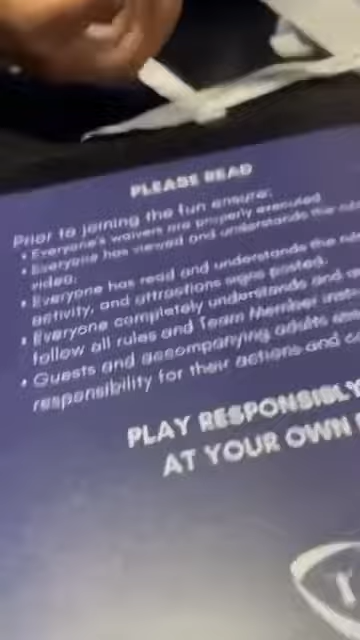 PLEASE READ
Prior to joining the fun ensure:
• Everyone's waivers are properly executed
• Everyone has viewed and understands the
video.
• Everyone has read and understands the
activity, and attractions signs posted.
• Everyone completely understands and
follow all rules and Team Member
• Guests and accompanying adults
responsibility for their actions and
PLAY RESPONSIBLY
AT YOUR OWN